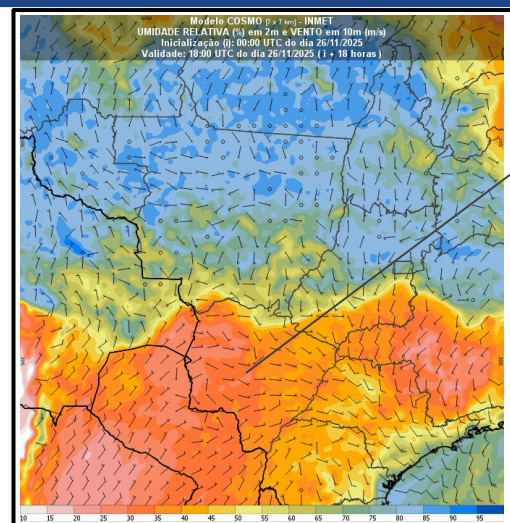 Modelo COSMO [7 x 7 km] - INMET
UMIDADE RELATIVA (%) em 2m e VENTO em 10m (m/s)
Inicialização (i): 00:00 UTC do dia 26/11/2025
Validade: 18:00 UTC do dia 26/11/2025 ( i + 18 horas )
10 15 20 25 30 35 40 45 50 55 60 65 70 75 80 85 90 95